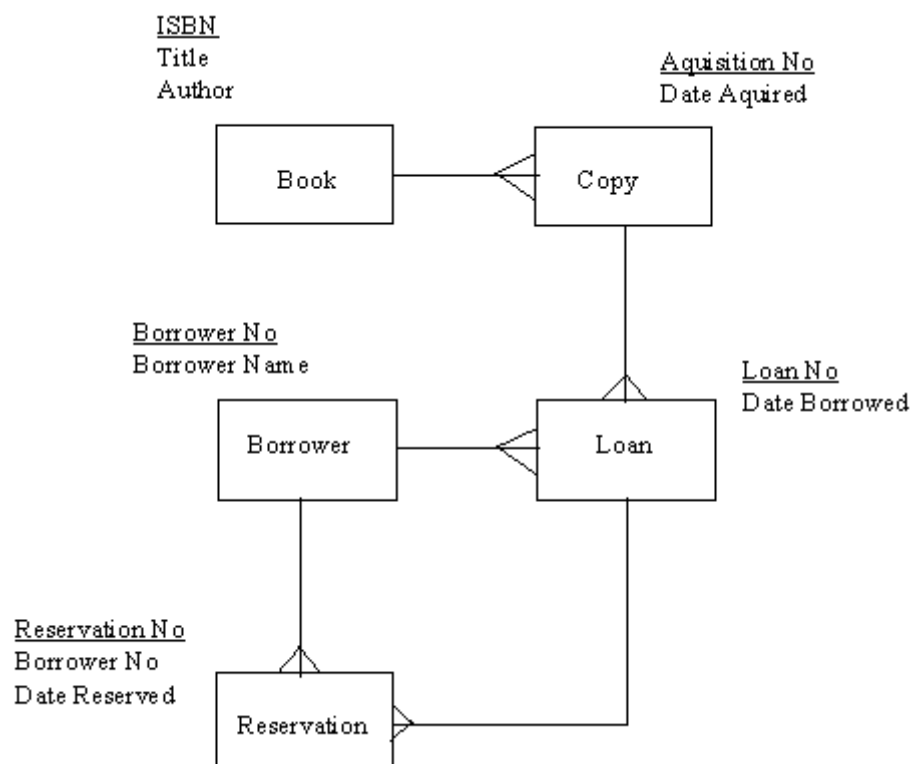 ISBN
Title
Author
Aquisition No
Date Aquired
Book
Copy
Borrower No
Borrower Name
Loan No
Date Borrowed
Borrower
Loan
Reservation No
Borrower No
Date Reserved
Reservation